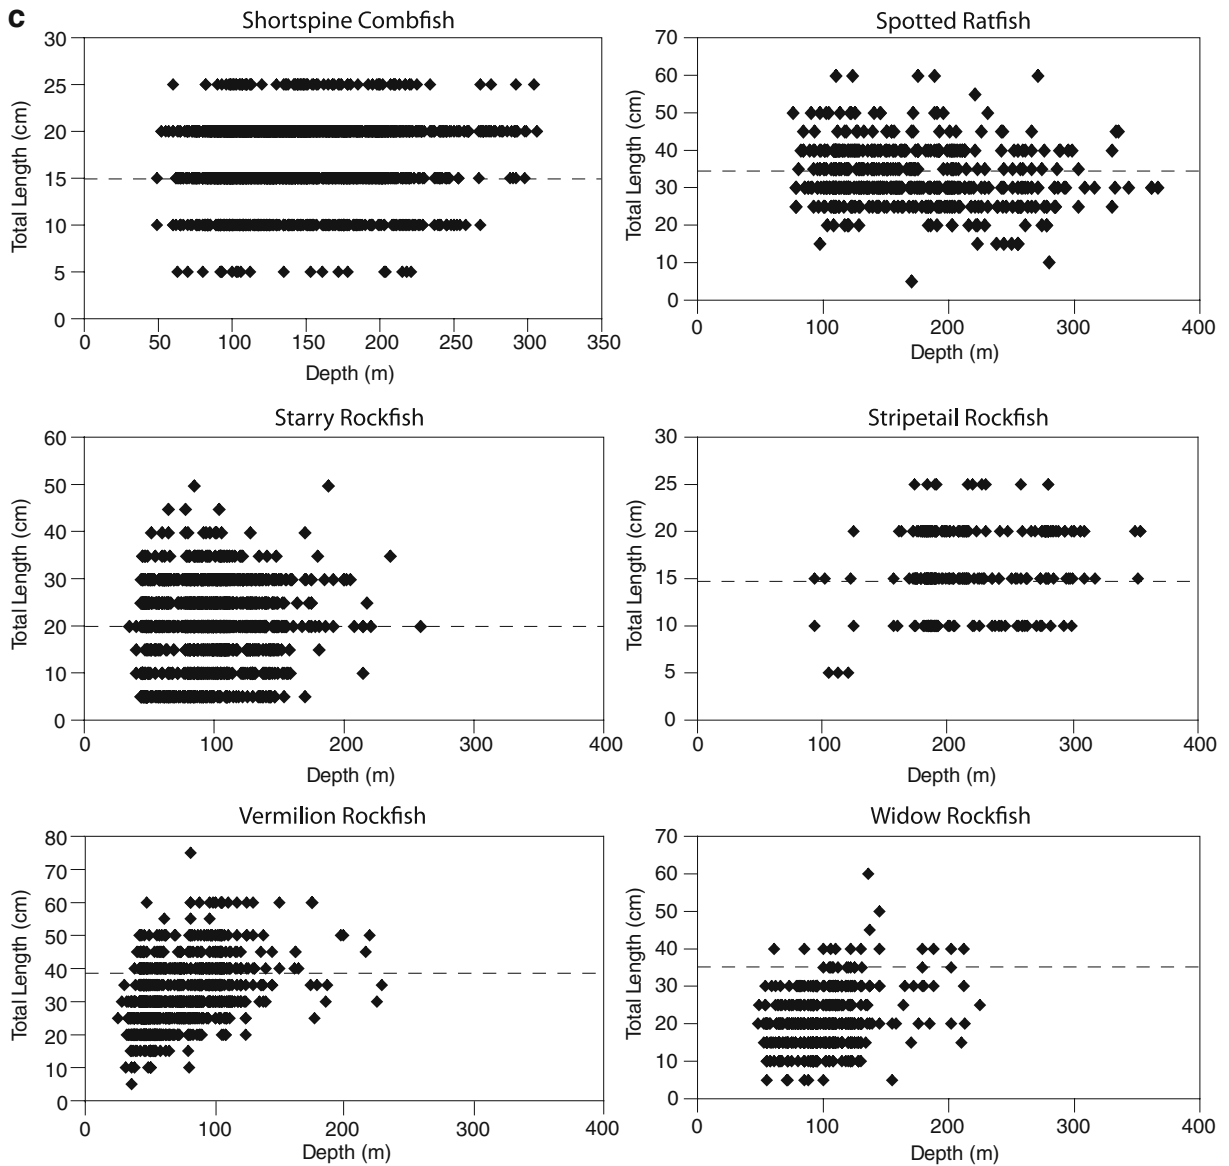 c
Shortspine Combfish
30
25
20
15
10
5
0
Total Length (cm)
0 50 100 150 200 250 300 350
Depth (m)
Spotted Ratfish
70
60
50
40
30
20
10
0
Total Length (cm)
0 100 200 300 400
Depth (m)
Starry Rockfish
60
50
40
30
20
10
0
Total Length (cm)
0 100 200 300 400
Depth (m)
Stripetail Rockfish
30
25
20
15
10
5
0
Total Length (cm)
0 100 200 300 400
Depth (m)
Vermilion Rockfish
80
70
60
50
40
30
20
10
0
Total Length (cm)
0 100 200 300 400
Depth (m)
Widow Rockfish
70
60
50
40
30
20
10
0
Total Length (cm)
0 100 200 300 400
Depth (m)